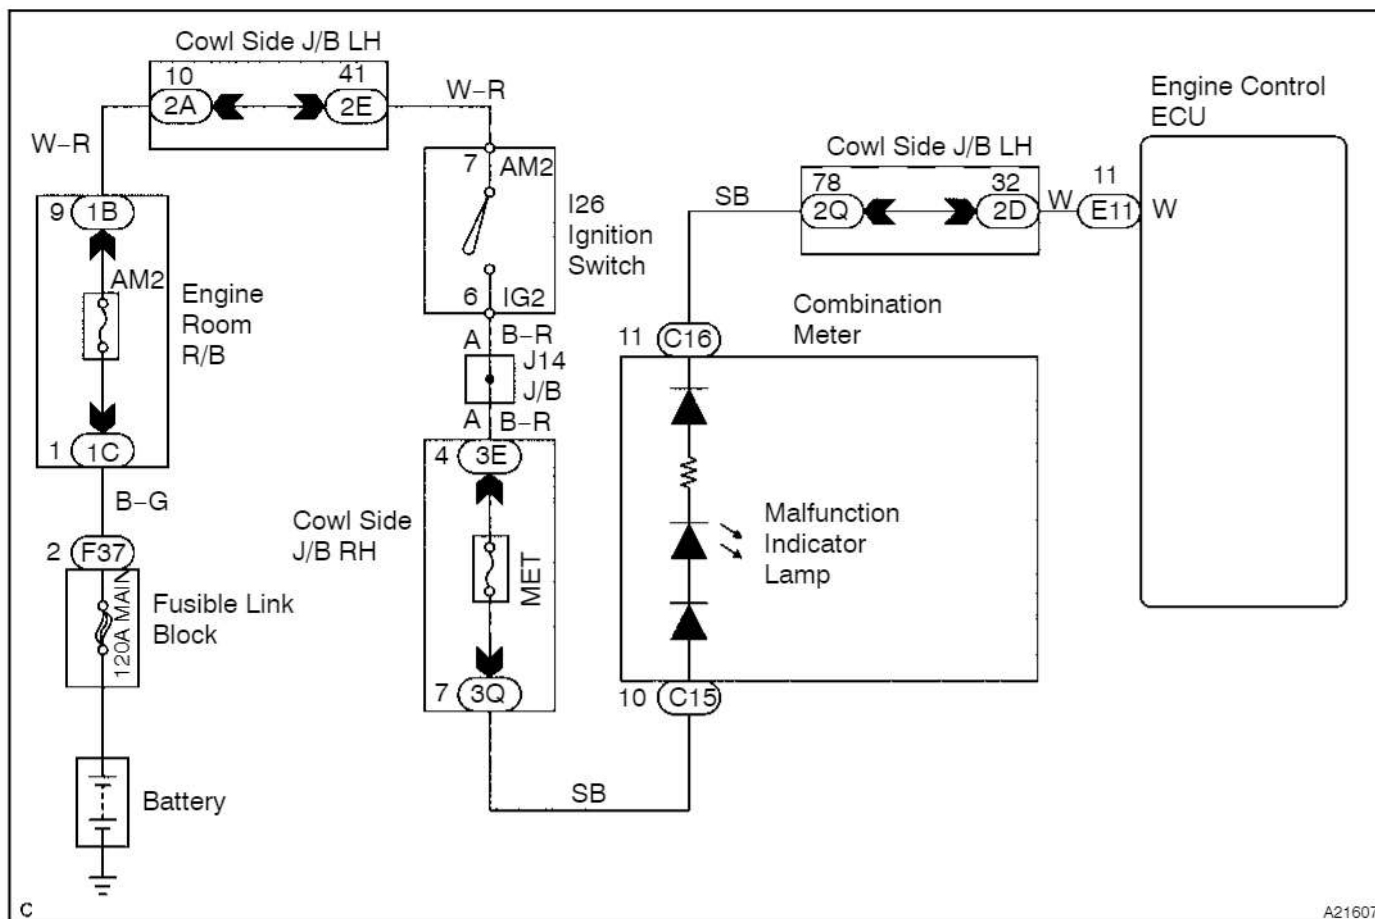 Cowl Side J/B LH
10
41
2A
2E
W–R
W–R
9
1B
AM2
Engine
Room
R/B
1
1C
B–G
2
F37
120A MAIN
Fusible Link
Block
Battery
7
AM2
I26
Ignition
Switch
6
IG2
A
B–R
J14
J/B
A
B–R
4
3E
Cowl Side
J/B RH
MET
7
3Q
SB
SB
Cowl Side J/B LH
78
32
2Q
2D
W
11
E11
W
Engine Control
ECU
Combination
Meter
11
C16
Malfunction
Indicator
Lamp
10
C15
C
A21607